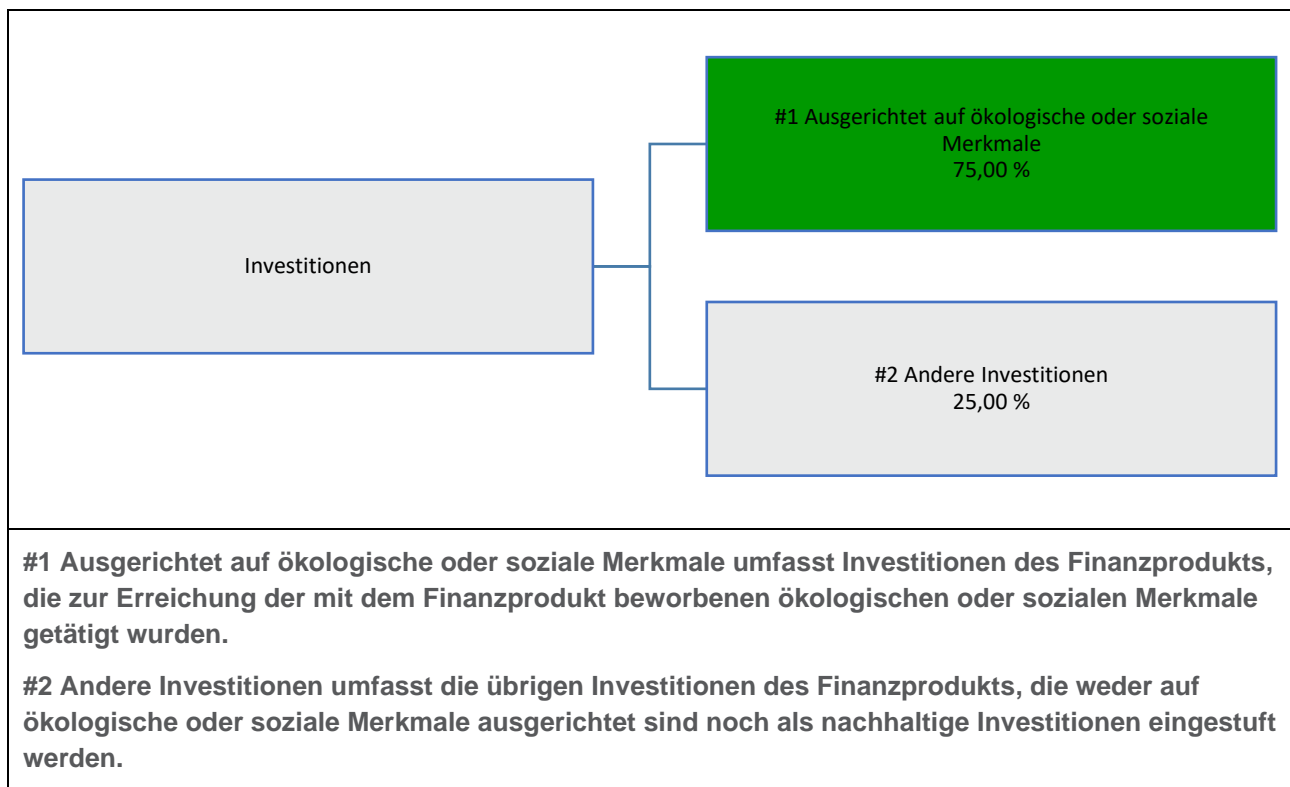 #1 Ausgerichtet auf ökologische oder soziale
Merkmale
75,00 %
Investitionen
#2 Andere Investitionen
25,00 %
#1 Ausgerichtet auf ökologische oder soziale Merkmale umfasst Investitionen des Finanzprodukts,
die zur Erreichung der mit dem Finanzprodukt beworbenen ökologischen oder sozialen Merkmale
getätigt wurden.
#2 Andere Investitionen umfasst die übrigen Investitionen des Finanzprodukts, die weder auf
ökologische oder soziale Merkmale ausgerichtet sind noch als nachhaltige Investitionen eingestuft
werden.